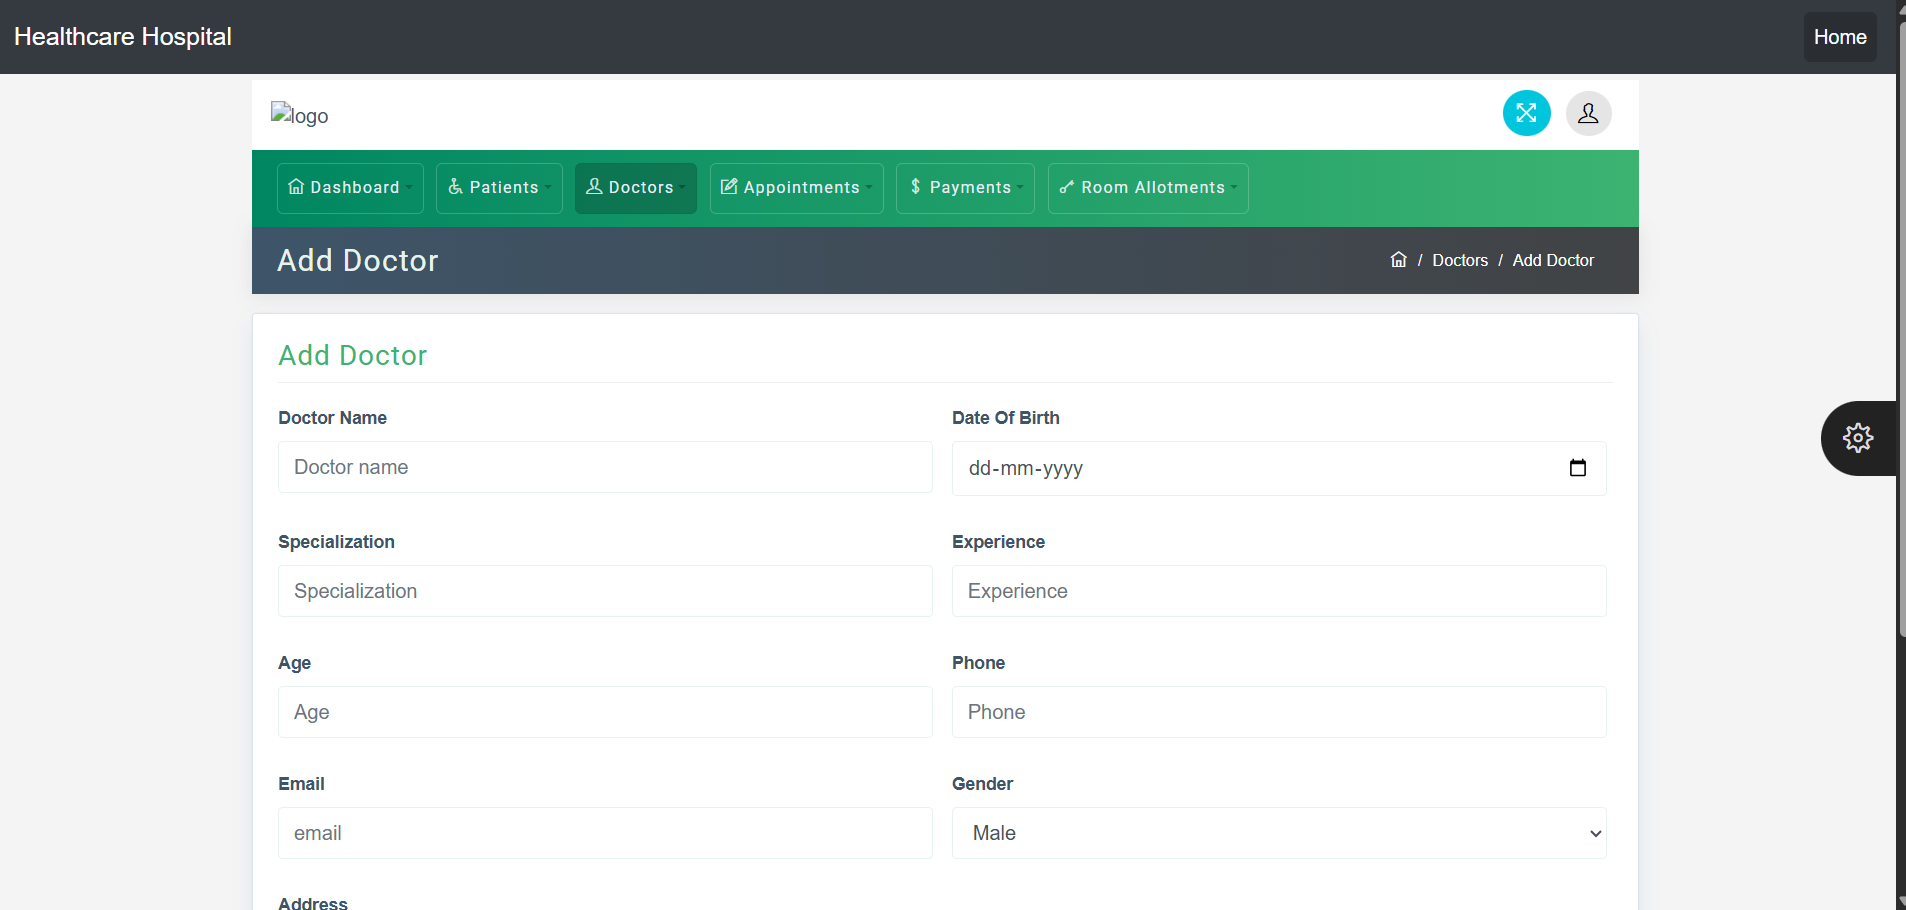 Healthcare Hospital
Home
logo
Dashboard Patients Doctors Appointments $ Payments Room Allotments
Add Doctor
/ Doctors / Add Doctor
Add Doctor
Doctor Name Date Of Birth
Doctor name dd-mm-yyyy
Specialization Experience
Specialization Experience
Age Phone
Age Phone
Email Gender
email Male
Address